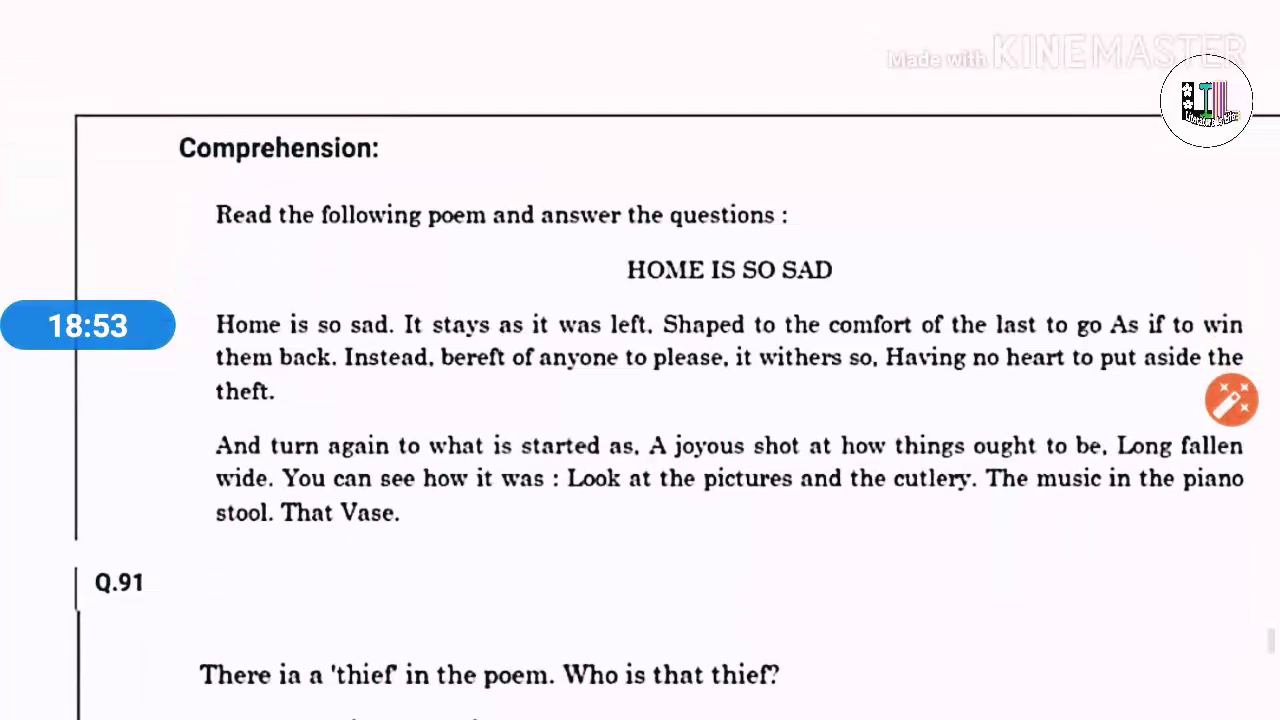 Made with KINEMASTER
Comprehension:
Read the following poem and answer the questions :
HOME IS SO SAD
18:53
Home is so sad. It stays as it was left, Shaped to the comfort of the last to go As if to win
them back. Instead, bereft of anyone to please, it withers so, Having no heart to put aside the
theft.
And turn again to what is started as, A joyous shot at how things ought to be, Long fallen
wide. You can see how it was : Look at the pictures and the cutlery. The music in the piano
stool. That Vase.
Q.91
There ia a 'thief' in the poem. Who is that thief?